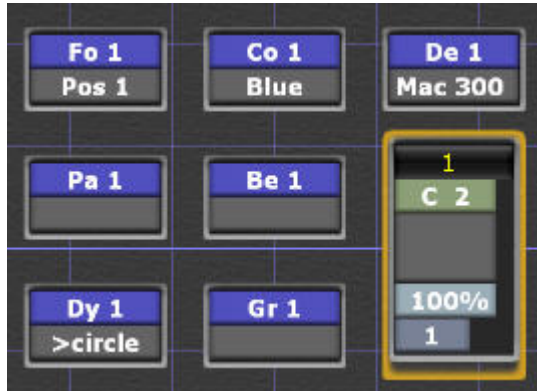 Fo 1
Pos 1
Co 1
Blue
De 1
Mac 300
Pa 1
Be 1
1
C 2
100%
1
Dy 1
>circle
Gr 1